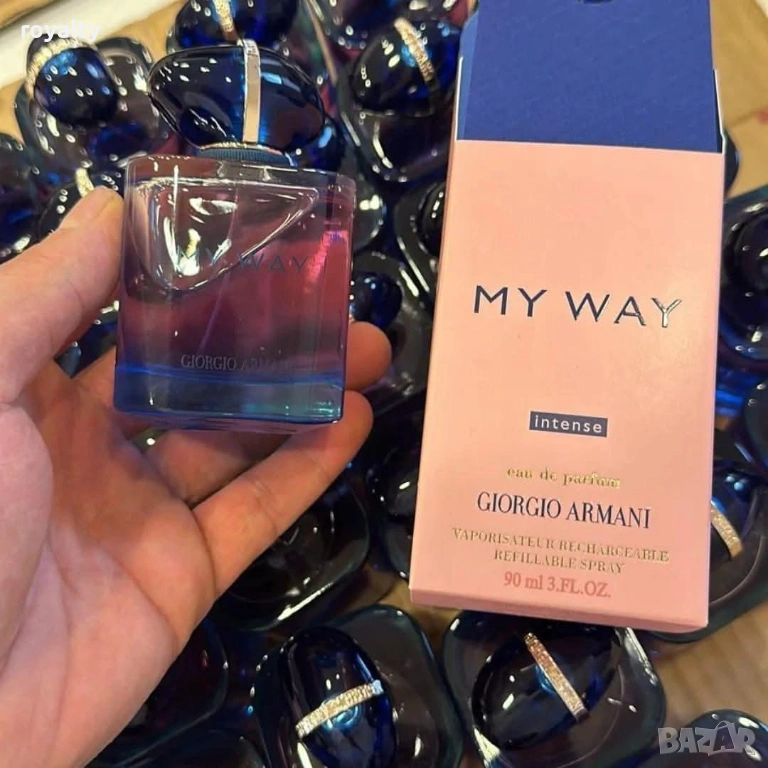 royalty
MY WAY
GIORGIO ARMANI
MY WAY
intense
eau de parfum
GIORGIO ARMANI
VAPORISATEUR RECHARGEABLE
REFILLABLE SPRAY
90 ml 3.FL.OZ.
BAZAR